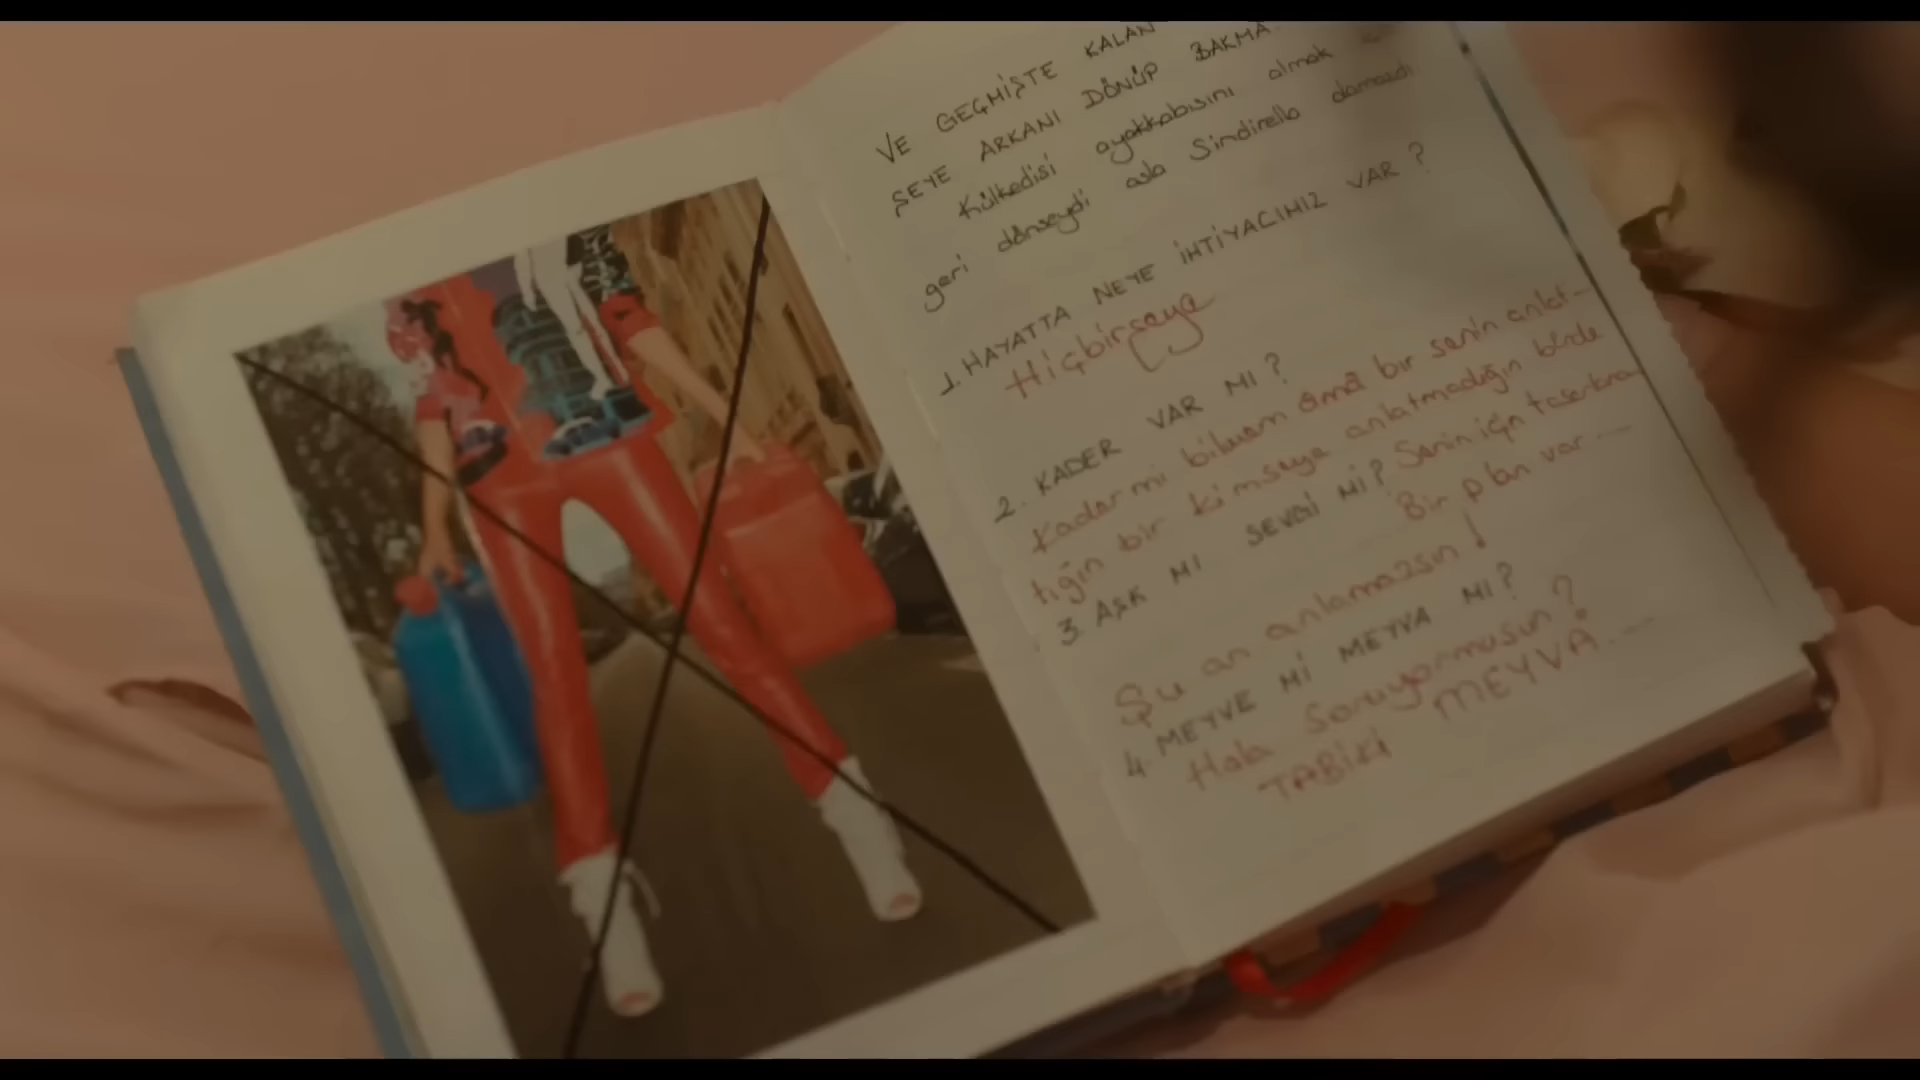 VE GEÇMİŞTE KALAN
ŞEYE ARKANI DÖNÜP BAKMA
Külkedisi ayakkabısını almak
geri dönseydi asla Sindirella olamazdı
1. HAYATTA NEYE İHTİYACIMIZ VAR ?
Hiçbirşeye
2. KADER VAR MI ?
Kader mi bilmem ama bir senin anlat-
tığın bir kimseye anlatmadığın birde
3. AŞK MI SEVGİ Mİ? Senin için tasarlanan
Bir plan var ....
Şu an anlamazsın !
4. MEYVE Mİ MEYVA MI ?
Hala soruyormusun ?
TABİKİ MEYVA ....